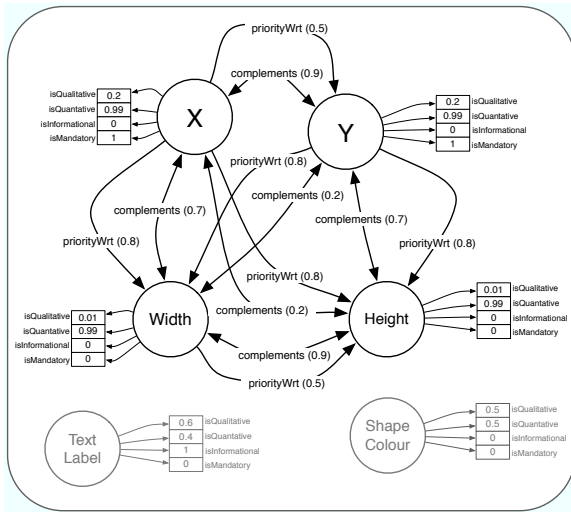 priorityWrt (0.5)
complements (0.9)
isQualitative 0.2
isQuantative 0.99
isInformational 0
isMandatory 1
X
Y
0.2 isQualitative
0.99 isQuantative
0 isInformational
1 isMandatory
priorityWrt (0.8)
complements (0.2)
complements (0.7)
complements (0.7)
priorityWrt (0.8)
priorityWrt (0.8)
priorityWrt (0.8)
complements (0.2)
isQualitative 0.01
isQuantative 0.99
isInformational 0
isMandatory 0
Width
Height
0.01 isQualitative
0.99 isQuantative
0 isInformational
0 isMandatory
complements (0.9)
priorityWrt (0.5)
Text
Label
0.6 isQualitative
0.4 isQuantative
1 isInformational
0 isMandatory
Shape
Colour
0.5 isQualitative
0.5 isQuantative
0 isInformational
0 isMandatory